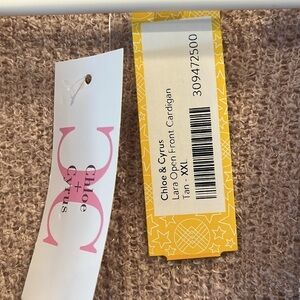 Chloe
+
Cyrus
Chloe & Cyrus
Lara Open Front Cardigan
Tan - XXL
309472500